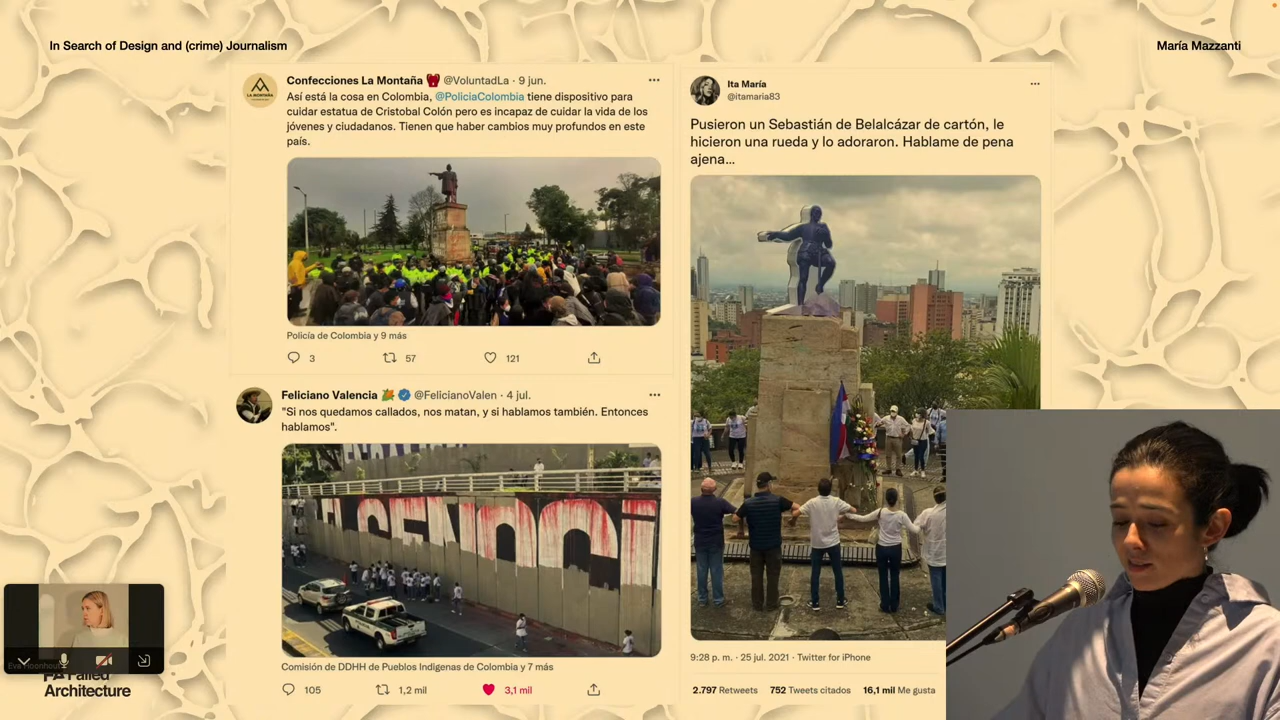 In Search of Design and (crime) Journalism
María Mazzanti
Confecciones La Montaña @VoluntadLa · 9 jun.
Así está la cosa en Colombia, @PoliciaColombia tiene dispositivo para
cuidar estatua de Cristobal Colón pero es incapaz de cuidar la vida de los
jóvenes y ciudadanos. Tienen que haber cambios muy profundos en este
país.
Policía de Colombia y 9 más
3 57 121
Feliciano Valencia @FelicianoValen · 4 jul.
"Si nos quedamos callados, nos matan, y si hablamos también. Entonces
hablamos".
EL GENOCI
Comisión de DDHH de Pueblos Indigenas de Colombia y 7 más
105 1,2 mil 3,1 mil
Ita María
@itamaria83
Pusieron un Sebastián de Belalcázar de cartón, le
hicieron una rueda y lo adoraron. Hablame de pena
ajena...
9:28 p. m. · 25 jul. 2021 · Twitter for iPhone
2.797 Retweets 752 Tweets citados 16,1 mil Me gusta
Failed
Architecture